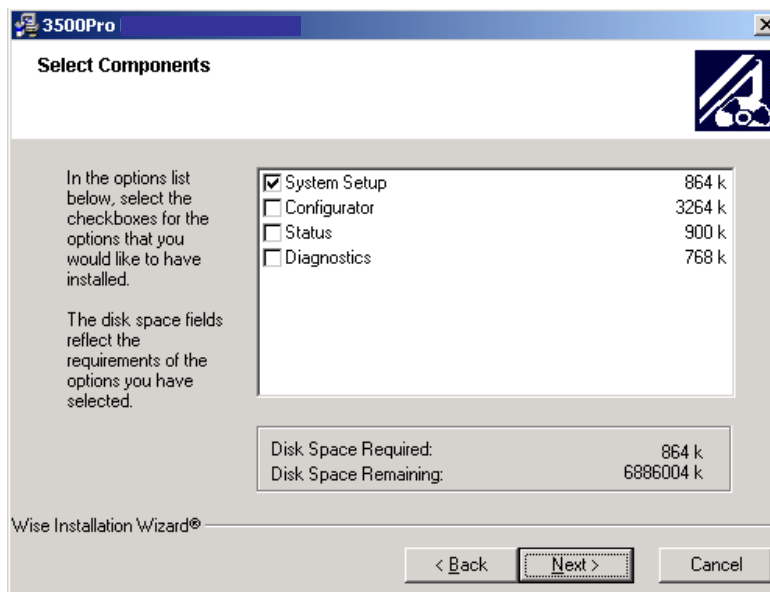 3500Pro
Select Components
In the options list
below, select the
checkboxes for the
options that you
would like to have
installed.
The disk space fields
reflect the
requirements of the
options you have
selected.
System Setup 864 k
Configurator 3264 k
Status 900 k
Diagnostics 768 k
Disk Space Required: 864 k
Disk Space Remaining: 6886004 k
Wise Installation Wizard®
< Back Next > Cancel